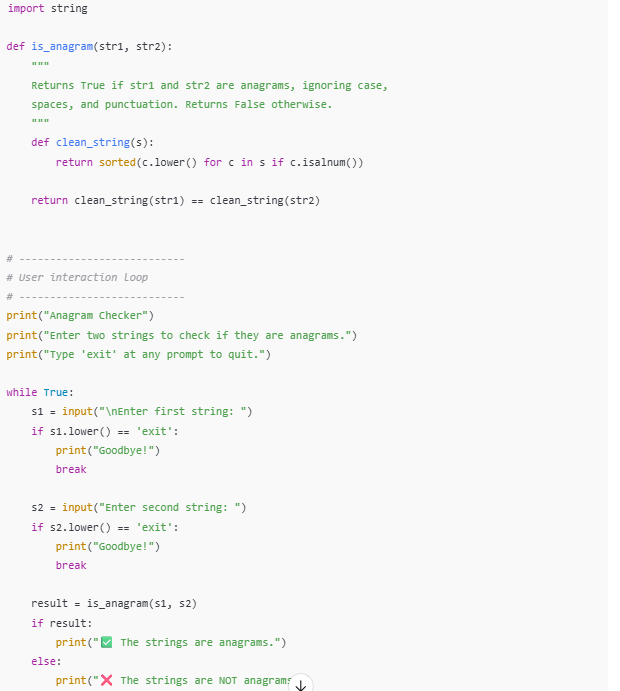 import string
def is_anagram(str1, str2):
    """
    Returns True if str1 and str2 are anagrams, ignoring case,
    spaces, and punctuation. Returns False otherwise.
    """
    def clean_string(s):
        return sorted(c.lower() for c in s if c.isalnum())
    return clean_string(str1) == clean_string(str2)
# ---------------------------
# User interaction loop
# ---------------------------
print("Anagram Checker")
print("Enter two strings to check if they are anagrams.")
print("Type 'exit' at any prompt to quit.")
while True:
    s1 = input("\nEnter first string: ")
    if s1.lower() == 'exit':
        print("Goodbye!")
        break
    s2 = input("Enter second string: ")
    if s2.lower() == 'exit':
        print("Goodbye!")
        break
    result = is_anagram(s1, s2)
    if result:
        print("✅ The strings are anagrams.")
    else:
        print("❌ The strings are NOT anagrams